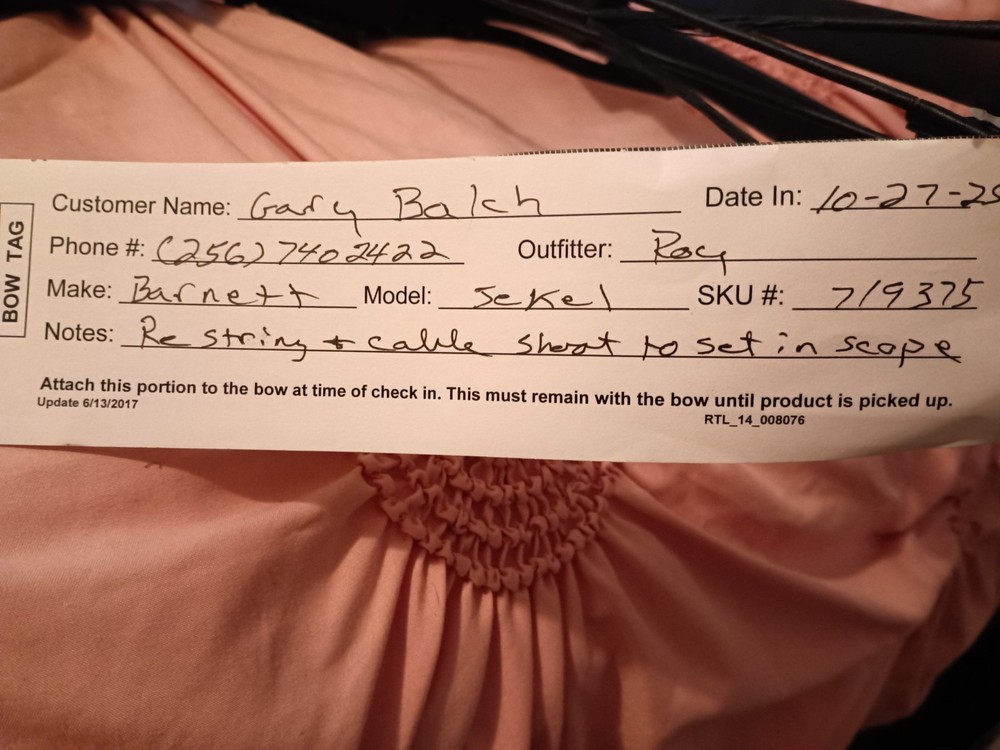 BOW TAG
Customer Name: Gary Balch Date In: 10-27-25
Phone #: (256) 7402422 Outfitter: Rocy
Make: Barnett Model: Jekel SKU #: 719375
Notes: Re string + cable shoot to set in scope
Attach this portion to the bow at time of check in. This must remain with the bow until product is picked up.
Update 6/13/2017
RTL_14_008076